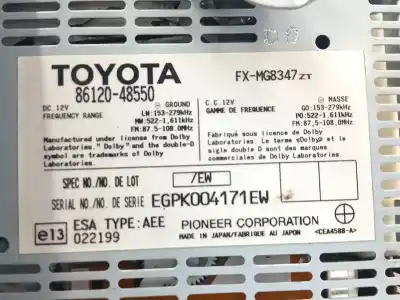 TOYOTA
86120-48550
FX-MG8347ZT
DC 12V ⏚ GROUND
FREQUENCY RANGE LW:153-279kHz
MW:522-1,611kHz
FM:87.5-108.0MHz
C.C.12V ⏚ MASSE
GAMME DE FREQUENCE GO:153-279kHz
PO:522-1,611kHz
FM:87,5-108,0MHz
Manufactured under license from Dolby
Laboratories. "Dolby" and the double-D
symbol are trademarks of Dolby
Laboratories.
Fabriqué sous license de Dolby
Laboratories. Le terme «Dolby» et le
sigle double D sont des marques
de Dolby Laboratories.
SPEC NO./NO. DE LOT /EW
SERIAL NO./NO. DE SERIE EGPK004171EW
e13
ESA TYPE:AEE
022199
PIONEER CORPORATION
MADE IN JAPAN/FABRIQUE AU JAPON
<CEA4588-A>